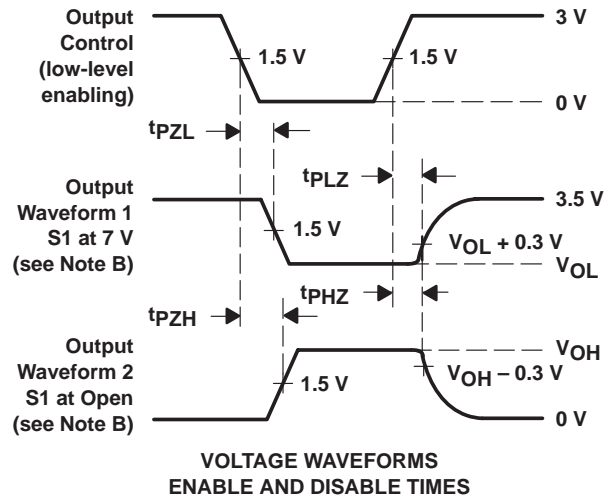 Output
Control
(low-level
enabling)
3 V
1.5 V
1.5 V
0 V
tPZL
tPLZ
Output
Waveform 1
S1 at 7 V
(see Note B)
3.5 V
1.5 V
VOL + 0.3 V
VOL
tPZH
tPHZ
Output
Waveform 2
S1 at Open
(see Note B)
VOH
1.5 V
VOH − 0.3 V
0 V
VOLTAGE WAVEFORMS
ENABLE AND DISABLE TIMES